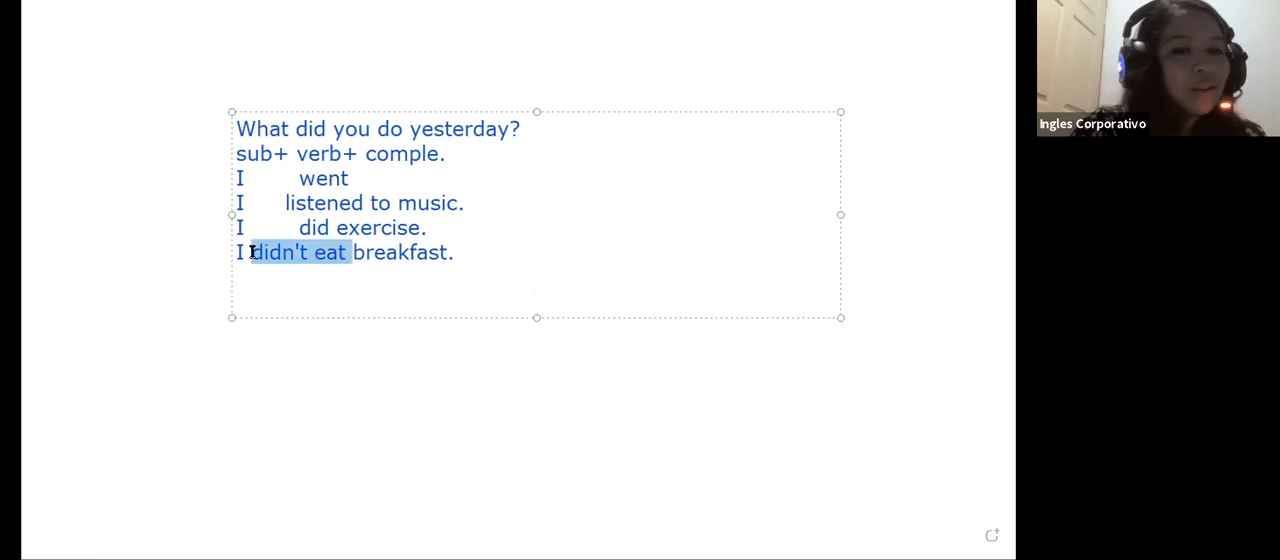 What did you do yesterday?
sub+ verb+ comple.
I went
I listened to music.
I did exercise.
I didn't eat breakfast.
Ingles Corporativo